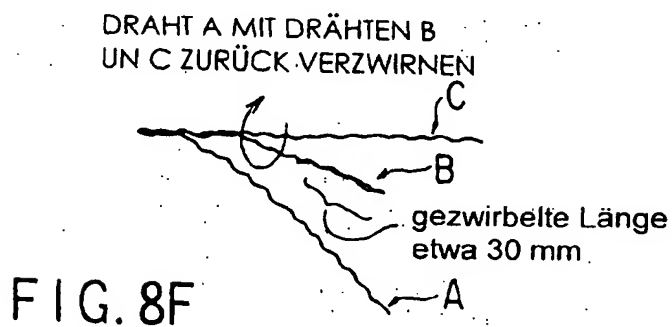 DRAHT A MIT DRÄHTEN B
UN C ZURÜCK VERZWIRNEN
C
B
gezwirbelte Länge
etwa 30 mm
A
FIG. 8F